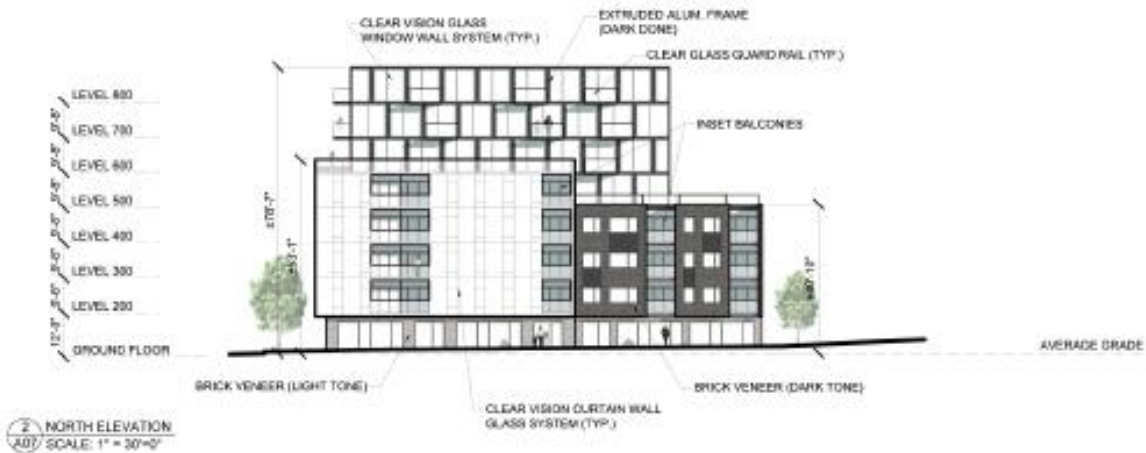 CLEAR VISION GLASS
WINDOW WALL SYSTEM (TYP.)
EXTRUDED ALUM. FRAME
(DARK DONE)
CLEAR GLASS GUARD RAIL (TYP.)
INSET BALCONIES
LEVEL 800
LEVEL 700
LEVEL 600
LEVEL 500
LEVEL 400
LEVEL 300
LEVEL 200
GROUND FLOOR
AVERAGE GRADE
BRICK VENEER (LIGHT TONE)
BRICK VENEER (DARK TONE)
CLEAR VISION CURTAIN WALL
GLASS SYSTEM (TYP.)
2 NORTH ELEVATION
A07 SCALE: 1" = 30'=0"